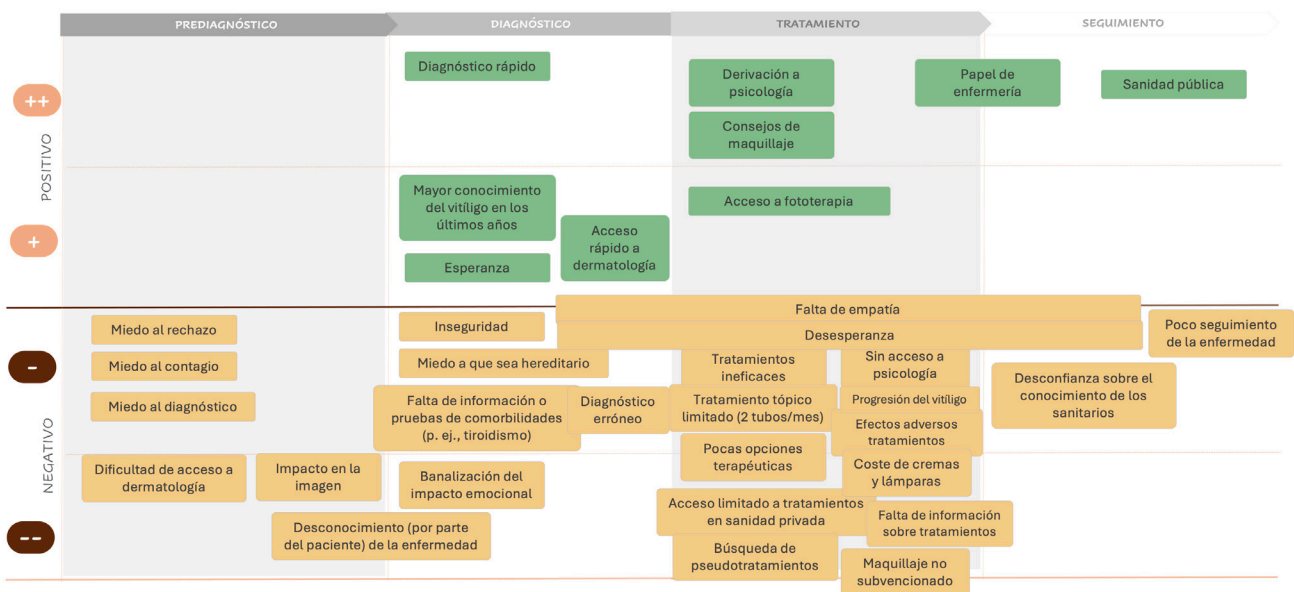 PREDIAGNÓSTICO
DIAGNÓSTICO
TRATAMIENTO
SEGUIMIENTO
++
POSITIVO
+
-
NEGATIVO
--
Diagnóstico rápido
Derivación a
psicología
Papel de
enfermería
Sanidad pública
Consejos de
maquillaje
Mayor conocimiento
del vitíligo en los
últimos años
Acceso a fototerapia
Acceso
rápido a
dermatología
Esperanza
Falta de empatía
Miedo al rechazo
Inseguridad
Desesperanza
Poco seguimiento
de la enfermedad
Miedo al contagio
Miedo a que sea hereditario
Tratamientos
ineficaces
Sin acceso a
psicología
Desconfianza sobre el
conocimiento de los
sanitarios
Miedo al diagnóstico
Falta de información o
pruebas de comorbilidades
(p. ej., tiroidismo)
Diagnóstico
erróneo
Tratamiento tópico
limitado (2 tubos/mes)
Progresión del vitíligo
Efectos adversos
tratamientos
Pocas opciones
terapéuticas
Dificultad de acceso a
dermatología
Impacto en la
imagen
Banalización del
impacto emocional
Coste de cremas
y lámparas
Acceso limitado a tratamientos
en sanidad privada
Falta de información
sobre tratamientos
Desconocimiento (por parte
del paciente) de la enfermedad
Búsqueda de
pseudotratamientos
Maquillaje no
subvencionado